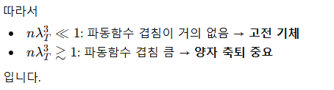 따라서
• nλ_T^3 ≪ 1: 파동함수 겹침이 거의 없음 → 고전 기체
• nλ_T^3 ≳ 1: 파동함수 겹침 큼 → 양자 축퇴 중요
입니다.